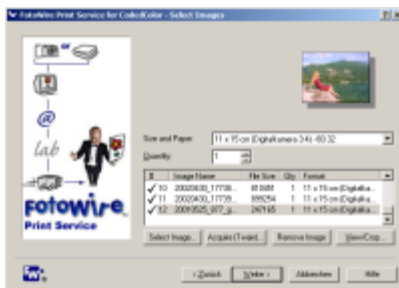 FotoWire Print Service for CodedColor - Select Images
or
@
lab
FOTOWIRE
Print Service
Size and Paper:
11 x 15 cm (Digitalkamera 3:4) -€0.32
Quantity:
1
# Image Name File Size Qty Format
10 1 11 x 15 cm (Digitalka...
11 1 11 x 15 cm (Digitalka...
12 247165 1 11 x 15 cm (Digitalka...
Select Image... Acquire (Twain)... Remove Image View/Crop...
< Zurück Weiter > Abbrechen Hilfe